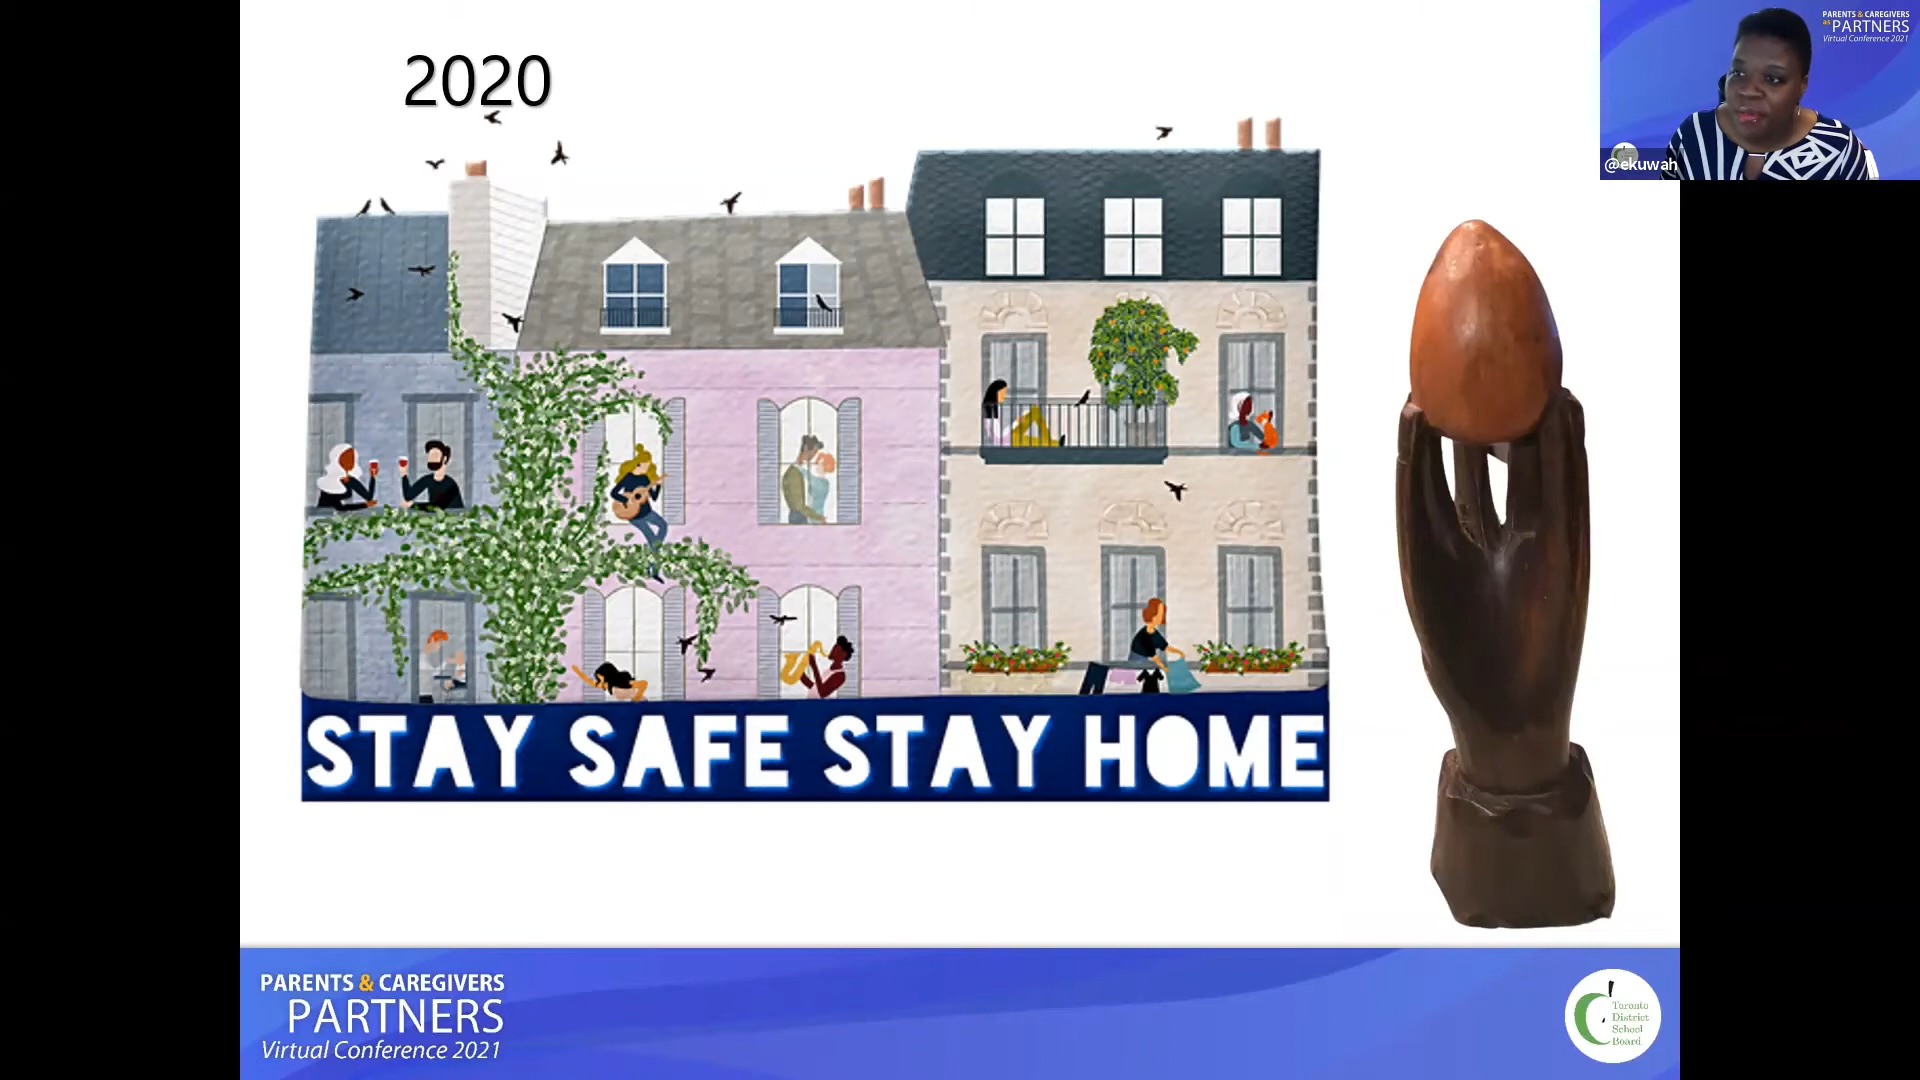 2020
STAY SAFE STAY HOME
PARENTS & CAREGIVERS
PARTNERS
Virtual Conference 2021
Toronto
District
School
Board
PARENTS & CAREGIVERS
as PARTNERS
Virtual Conference 2021
@ekuwah